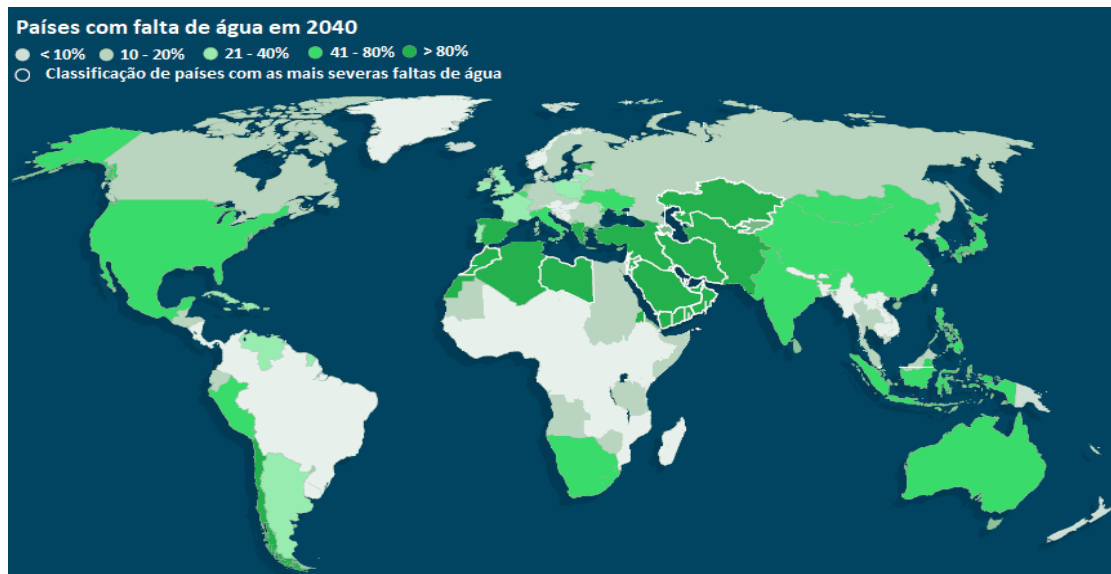 Países com falta de água em 2040
< 10% 10 - 20% 21 - 40% 41 - 80% > 80%
Classificação de países com as mais severas faltas de água